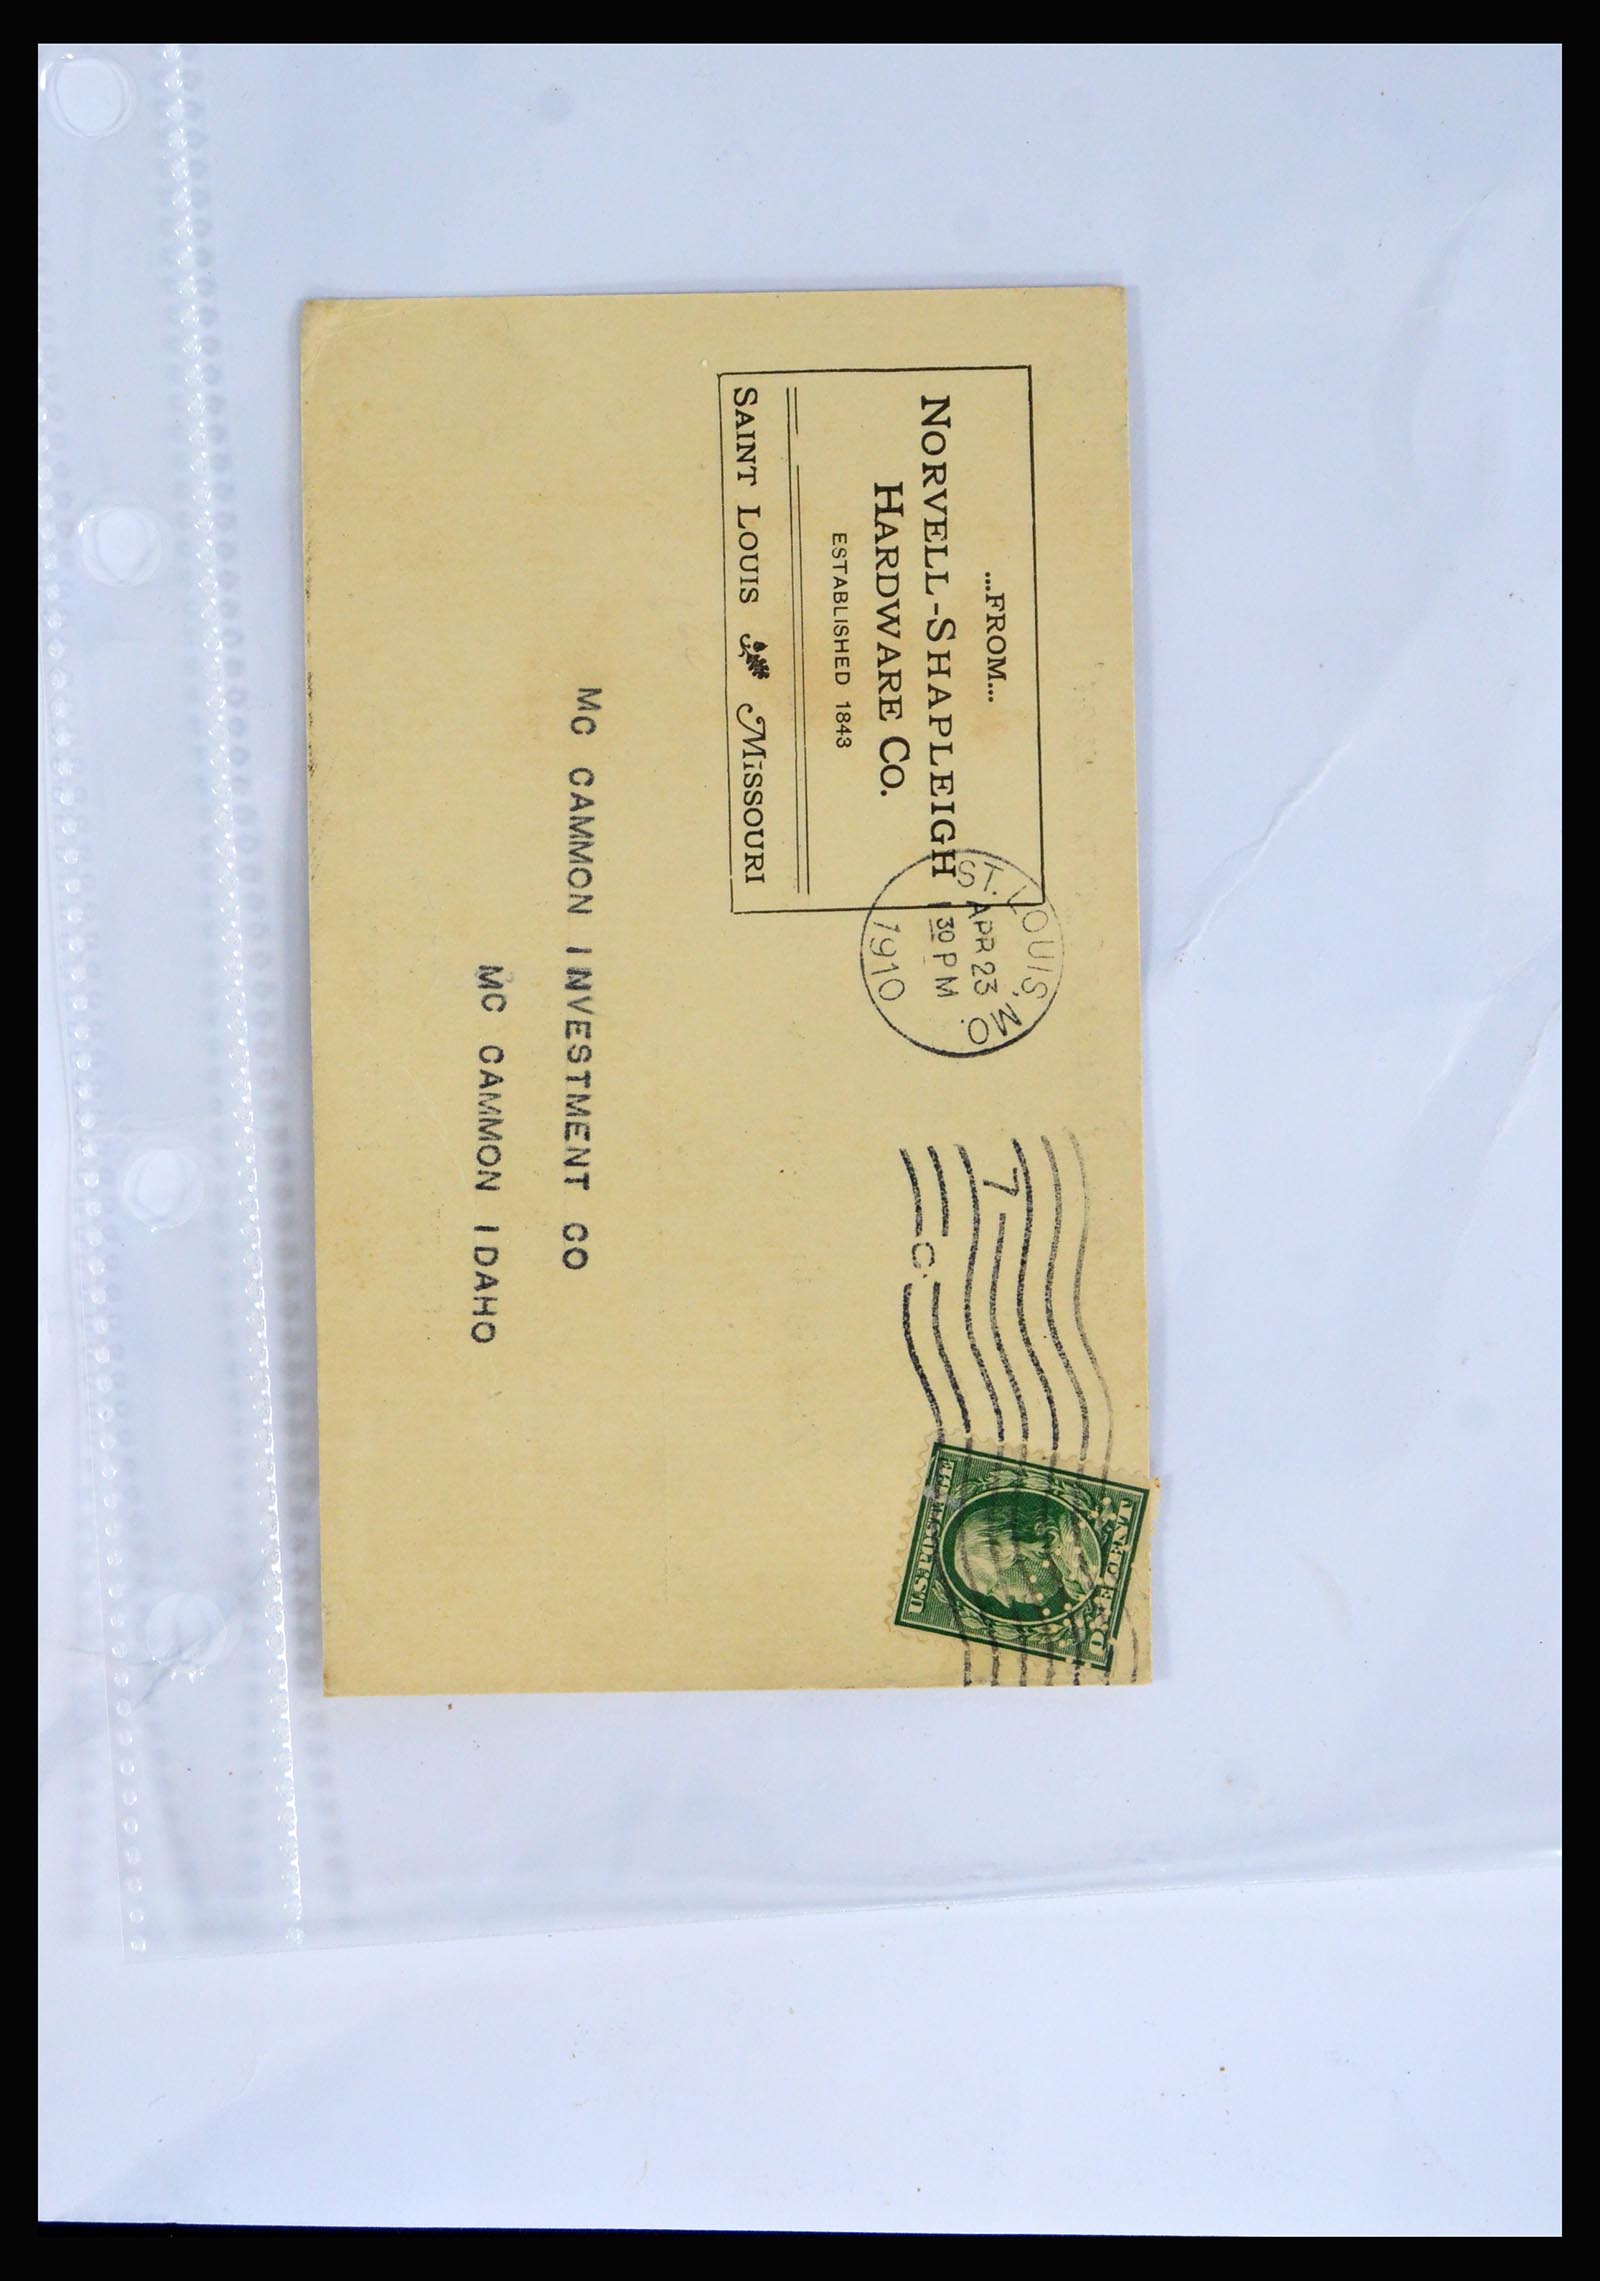 ....FROM....
NORVELL-SHAPLEIGH
HARDWARE CO.
ESTABLISHED 1843
SAINT LOUIS MISSOURI
ST. LOUIS, MO.
APR 23
30 PM
1910
7
C
MC CAMMON INVESTMENT CO
MC CAMMON IDAHO